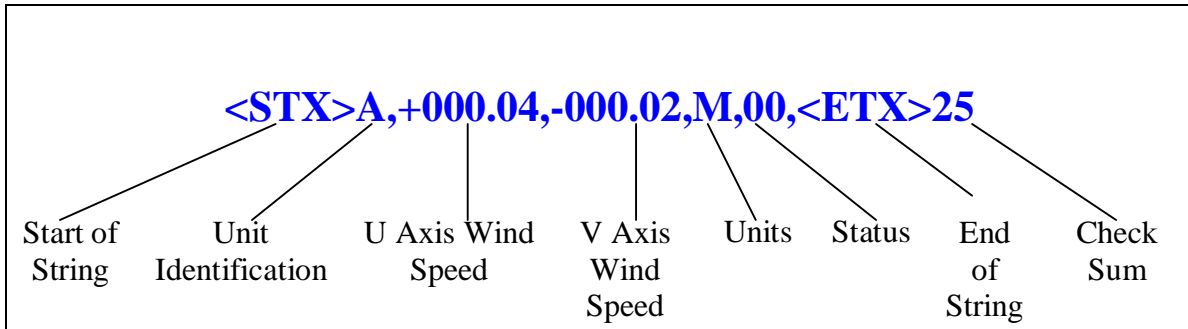 <STX>A,+000.04,-000.02,M,00,<ETX>25
Start of String
Unit Identification
U Axis Wind Speed
V Axis Wind Speed
Units
Status
End of String
Check Sum